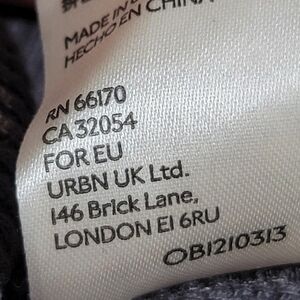 MADE IN
HECHO EN CHINA
RN 66170
CA 32054
FOR EU
URBN UK Ltd.
146 Brick Lane,
LONDON E1 6RU
OB1210313